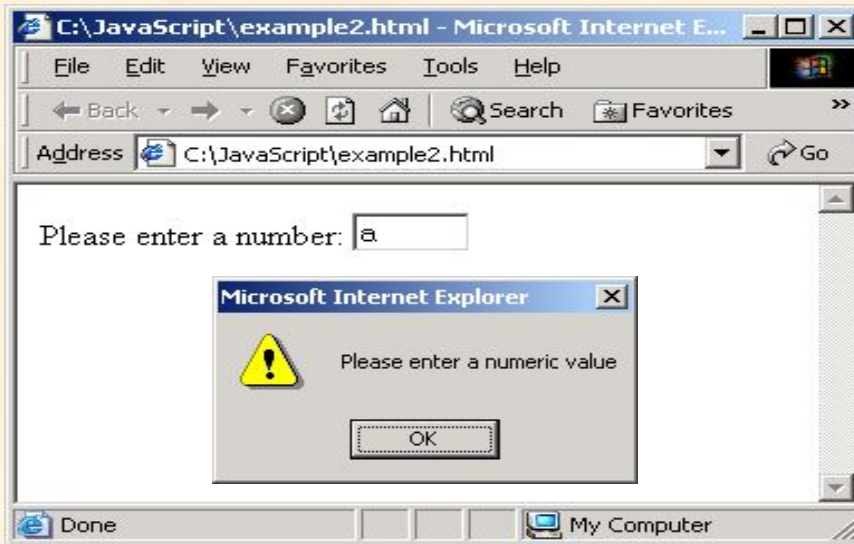 C:\JavaScript\example2.html - Microsoft Internet E...
File Edit View Favorites Tools Help
Back Search Favorites »
Address C:\JavaScript\example2.html Go
Please enter a number: a
Microsoft Internet Explorer
Please enter a numeric value
OK
Done My Computer